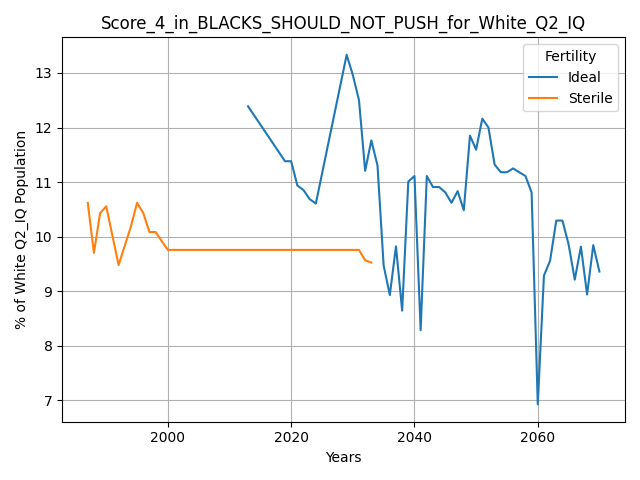 Score_4_in_BLACKS_SHOULD_NOT_PUSH_for_White_Q2_IQ
Fertility
Ideal
Sterile
% of White Q2_IQ Population
13
12
11
10
9
8
7
2000
2020
2040
2060
Years